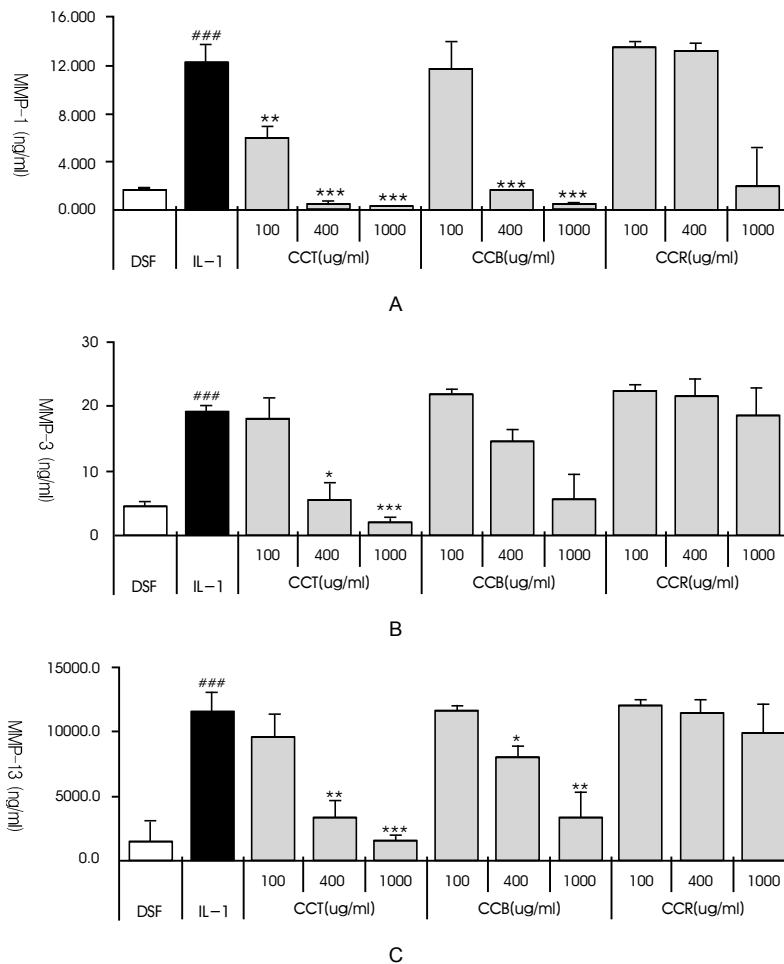 16.000
###
12.000
**
8.000
4.000
***
***
***
***
0.000
MMP-1 (ng/ml)
100 400 1000 100 400 1000 100 400 1000
DSF IL-1 CCT(ug/ml) CCB(ug/ml) CCR(ug/ml)
A
30
###
20
10
*
***
0
MMP-3 (ng/ml)
100 400 1000 100 400 1000 100 400 1000
DSF IL-1 CCT(ug/ml) CCB(ug/ml) CCR(ug/ml)
B
15000.0
###
10000.0
*
5000.0
**
**
***
0.0
MMP-13 (ng/ml)
100 400 1000 100 400 1000 100 400 1000
DSF IL-1 CCT(ug/ml) CCB(ug/ml) CCR(ug/ml)
C